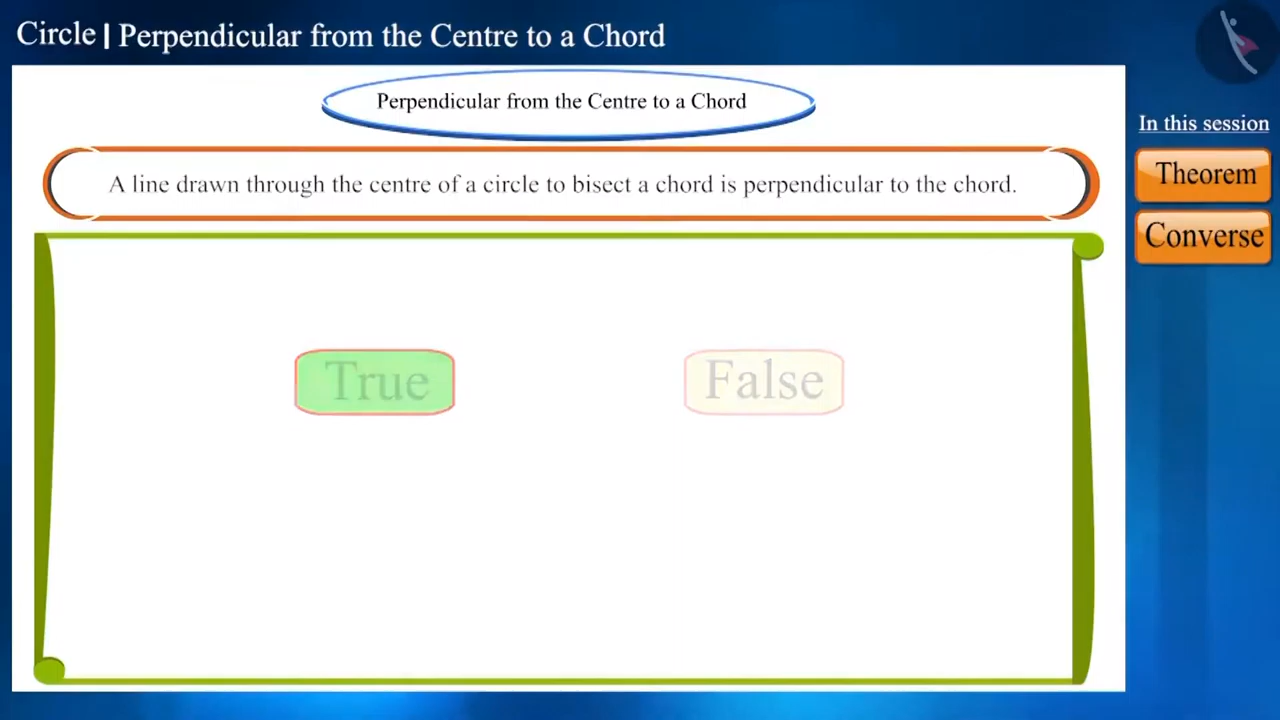 Circle | Perpendicular from the Centre to a Chord
Perpendicular from the Centre to a Chord
In this session
A line drawn through the centre of a circle to bisect a chord is perpendicular to the chord.
Theorem
Converse
True
False